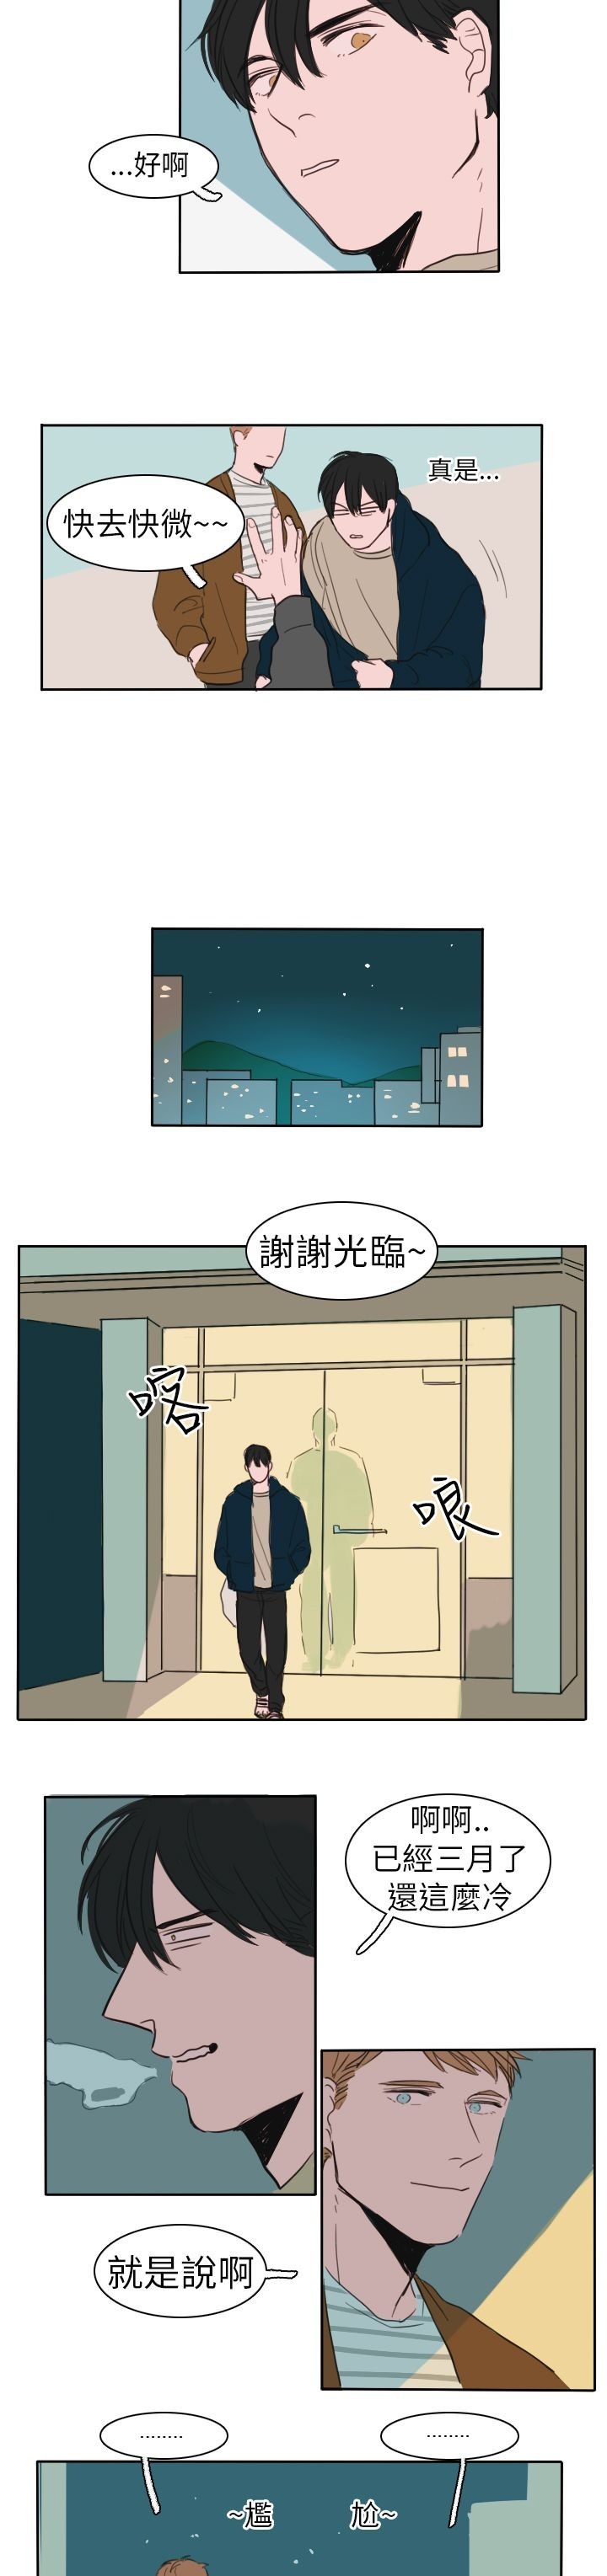 ...好啊
真是...
快去快微~~
謝謝光臨~
喀
哴
啊啊..
已經三月了
還這麼冷
就是說啊
........
........
~尷
尬~